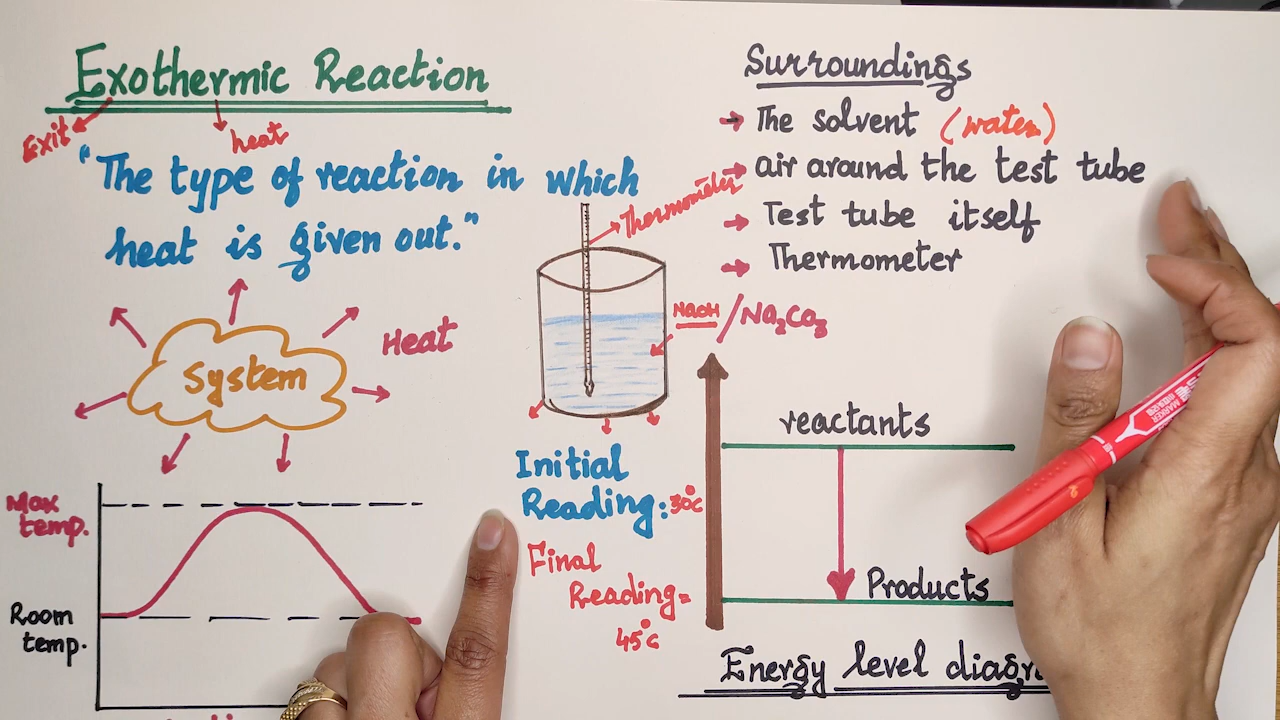 Exothermic Reaction
Exit
heat
"The type of reaction in which
heat is given out."
System
Heat
Max
temp.
Room
temp.
Surroundings
The solvent (water)
air around the test tube
Test tube itself
Thermometer
Thermometer
NaOH / Na₂CO₃
Initial
Reading: 30°C
Final
Reading=
45°C
reactants
Products
Energy level
MARKER